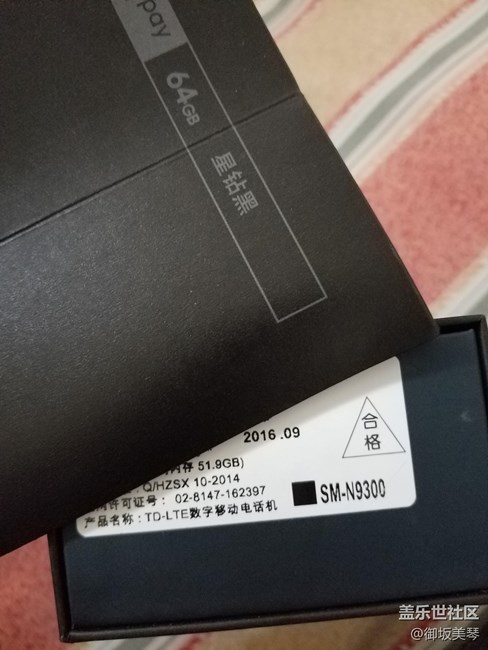 pay
64GB
星钻黑
2016.09
内存 51.9GB)
Q/HZSX 10-2014
网许可证号： 02-8147-162397
产品名称：TD-LTE数字移动电话机
合格
SM-N9300
盖乐世社区
@御坂美琴